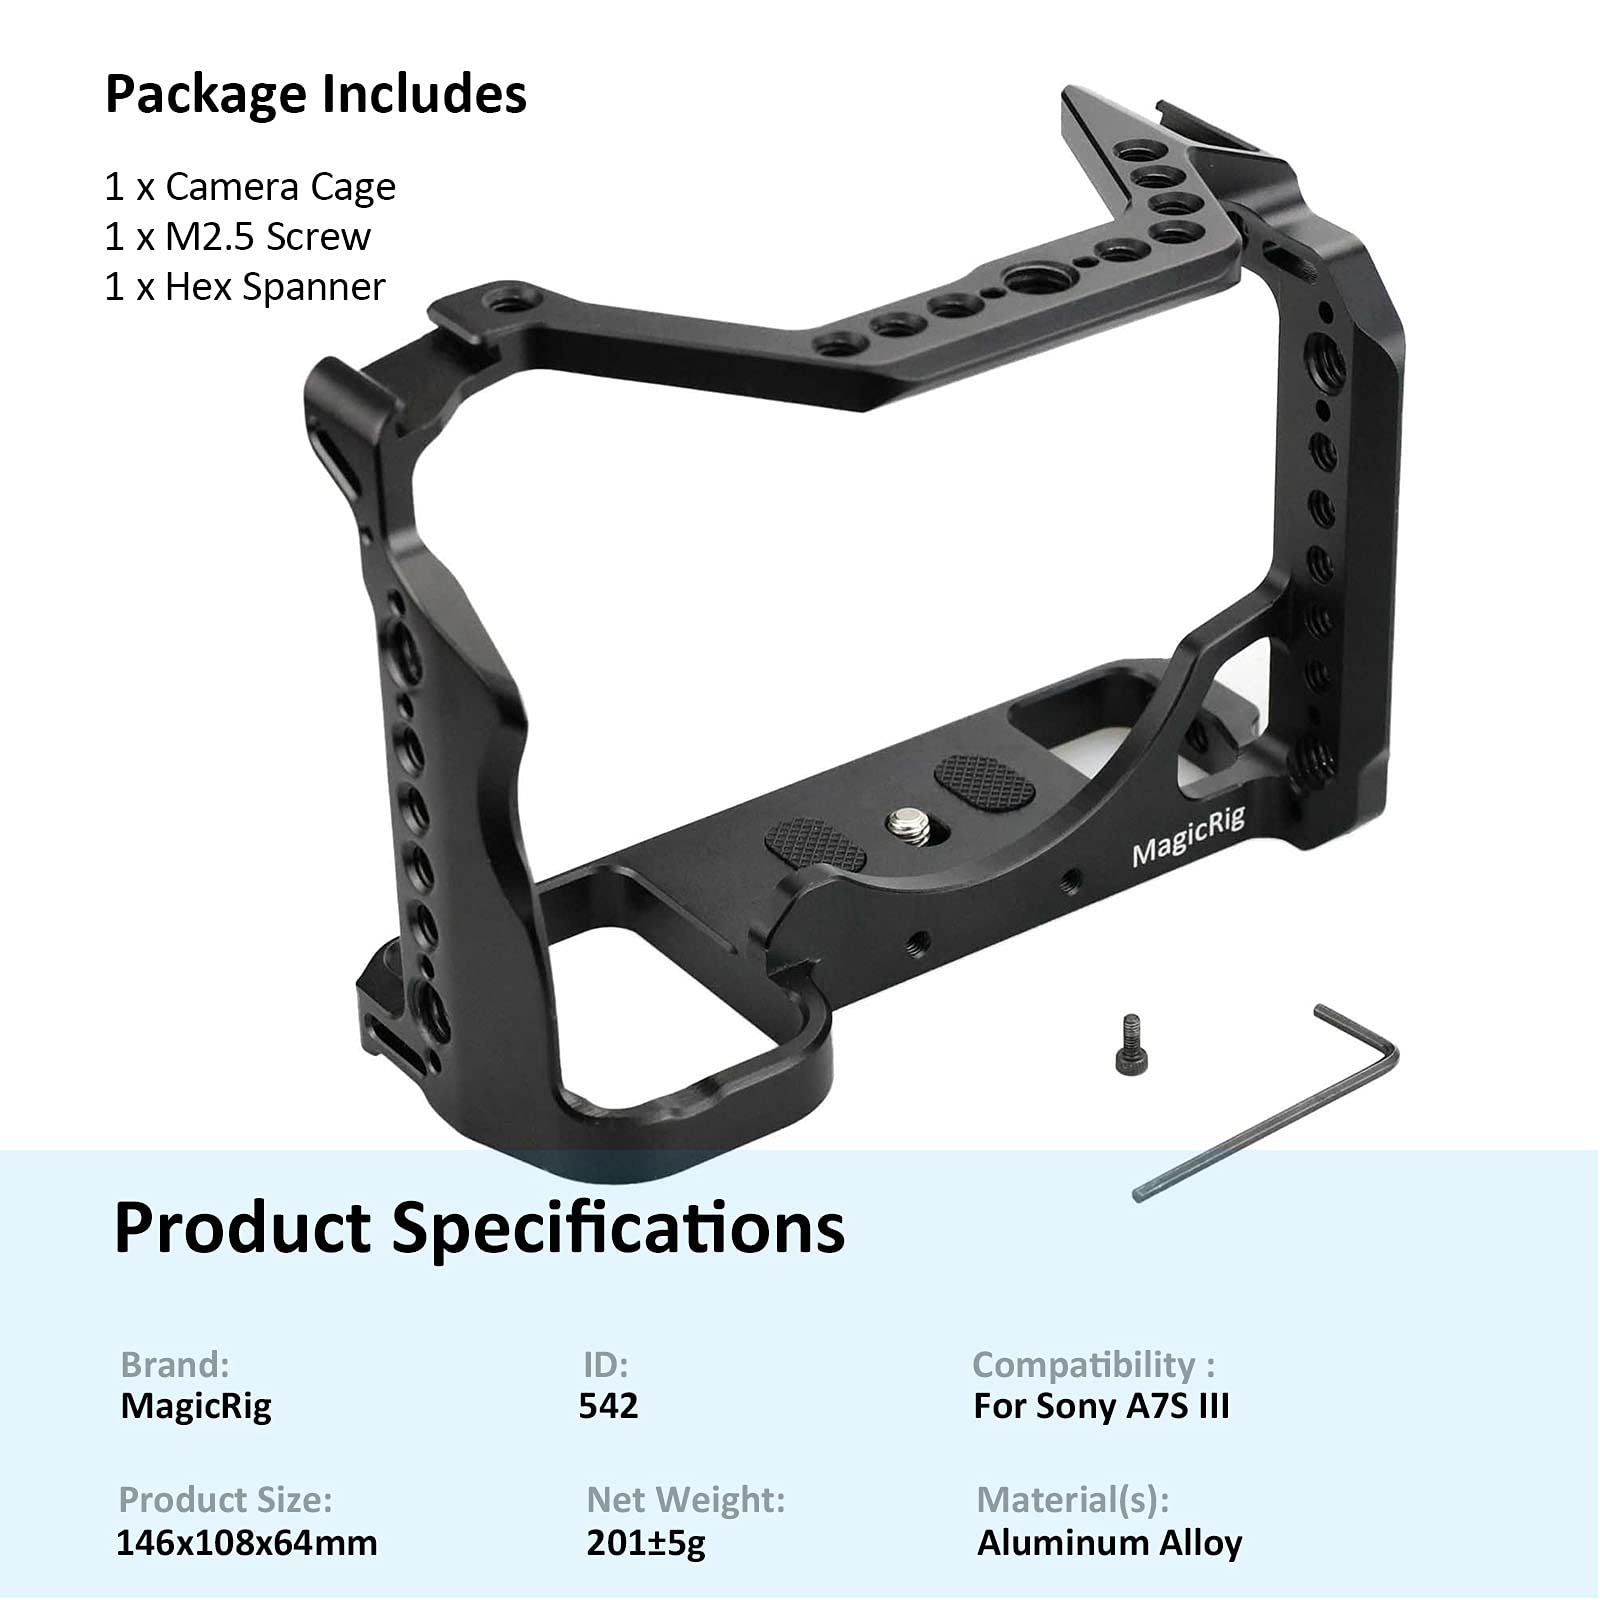 Package Includes
1 x Camera Cage
1 x M2.5 Screw
1 x Hex Spanner
MagicRig
Product Specifications
Brand:
MagicRig
ID:
542
Compatibility :
For Sony A7S III
Product Size:
146x108x64mm
Net Weight:
201±5g
Material(s):
Aluminum Alloy